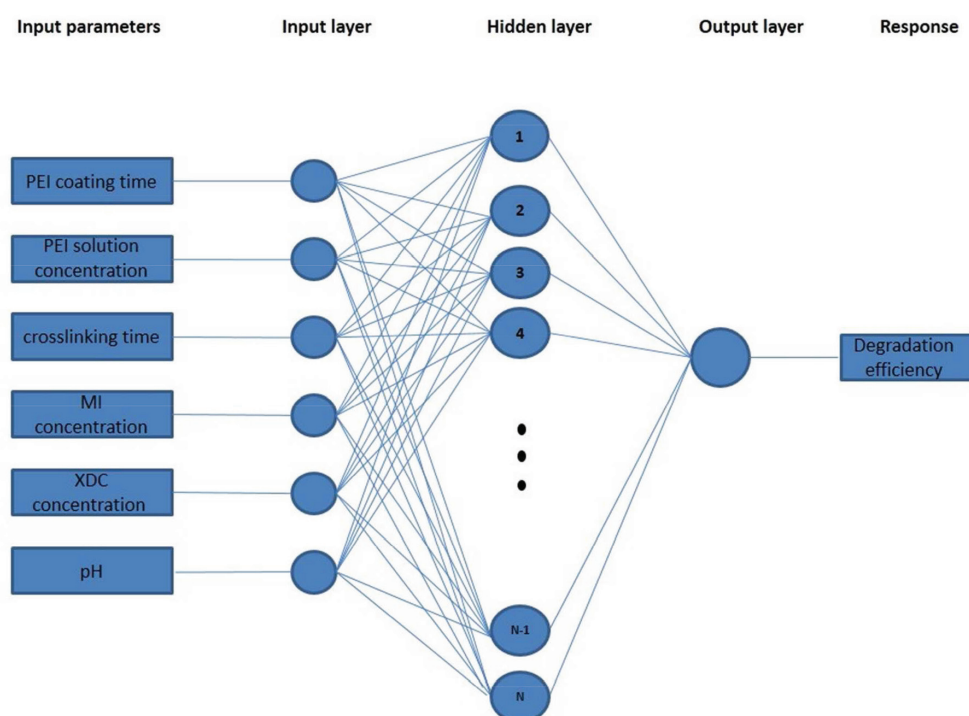 Input parameters
Input layer
Hidden layer
Output layer
Response
PEI coating time
PEI solution
concentration
crosslinking time
MI
concentration
XDC
concentration
pH
1
2
3
4
N-1
N
Degradation
efficiency